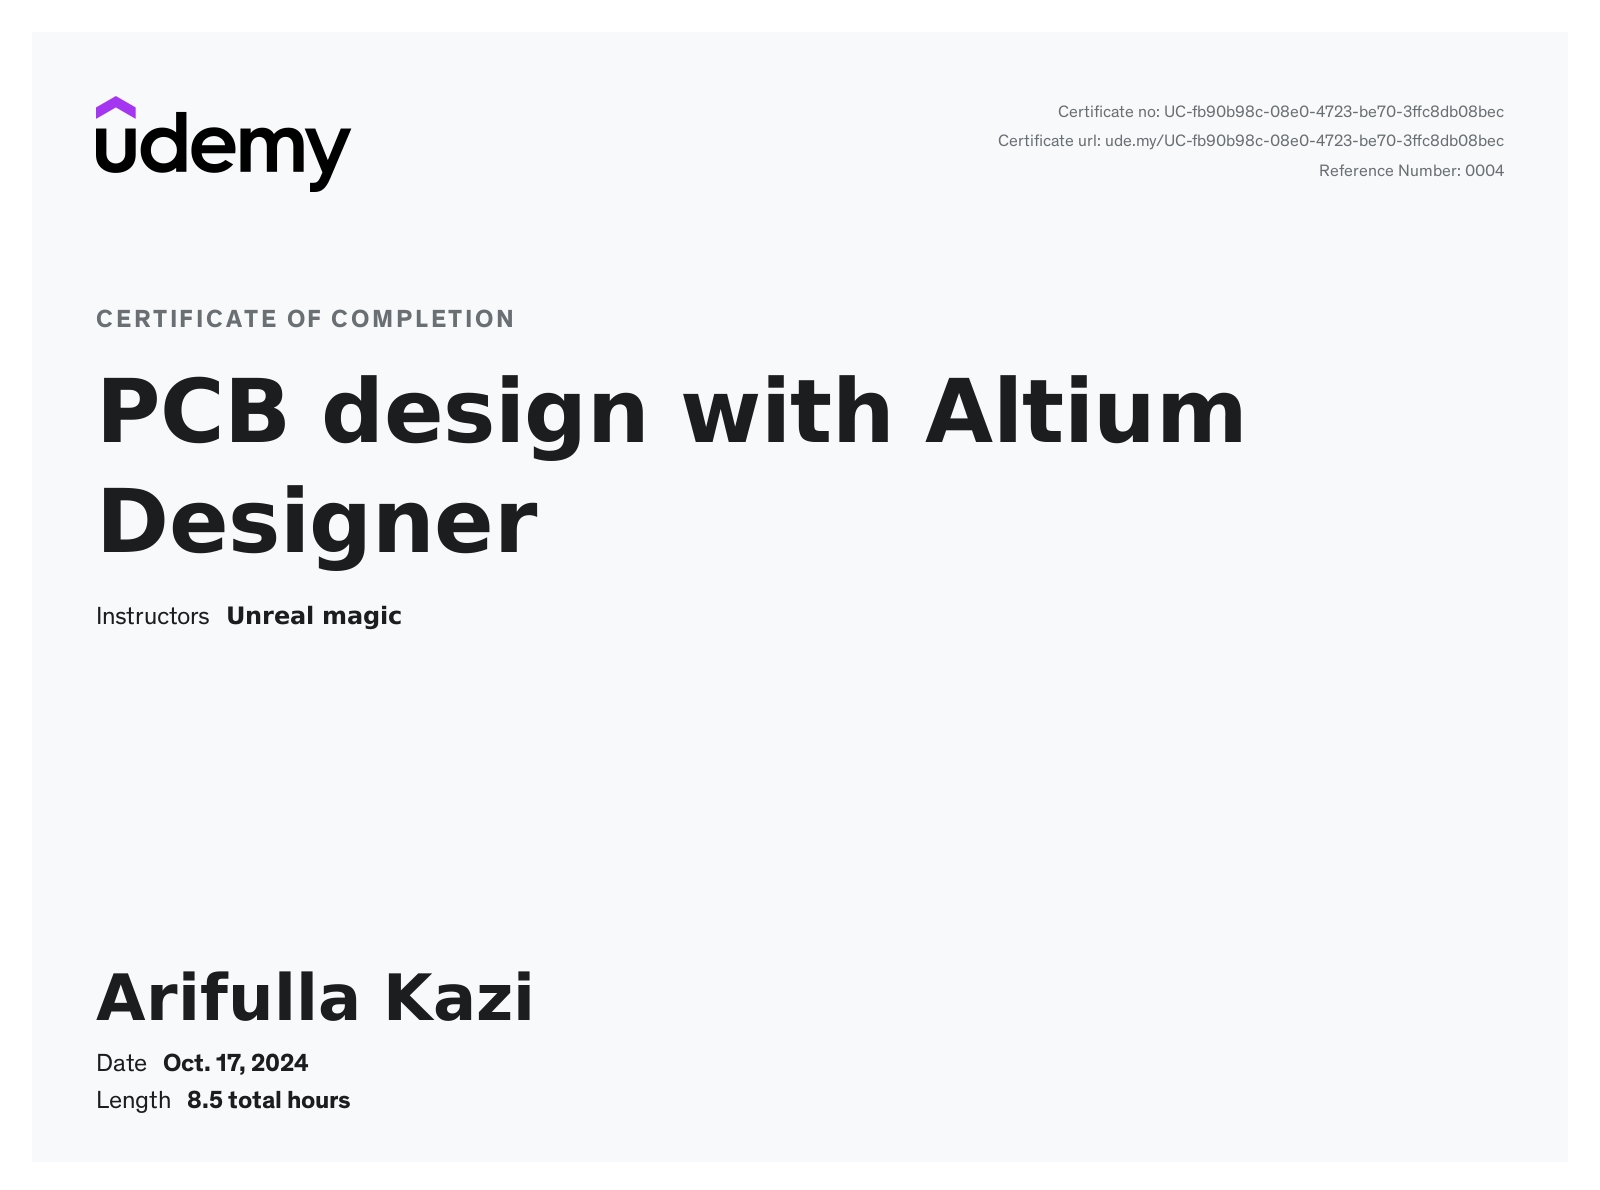 udemy
Certificate no: UC-fb90b98c-08e0-4723-be70-3ffc8db08bec
Certificate url: ude.my/UC-fb90b98c-08e0-4723-be70-3ffc8db08bec
Reference Number: 0004
CERTIFICATE OF COMPLETION
PCB design with Altium
Designer
Instructors Unreal magic
Arifulla Kazi
Date Oct. 17, 2024
Length 8.5 total hours